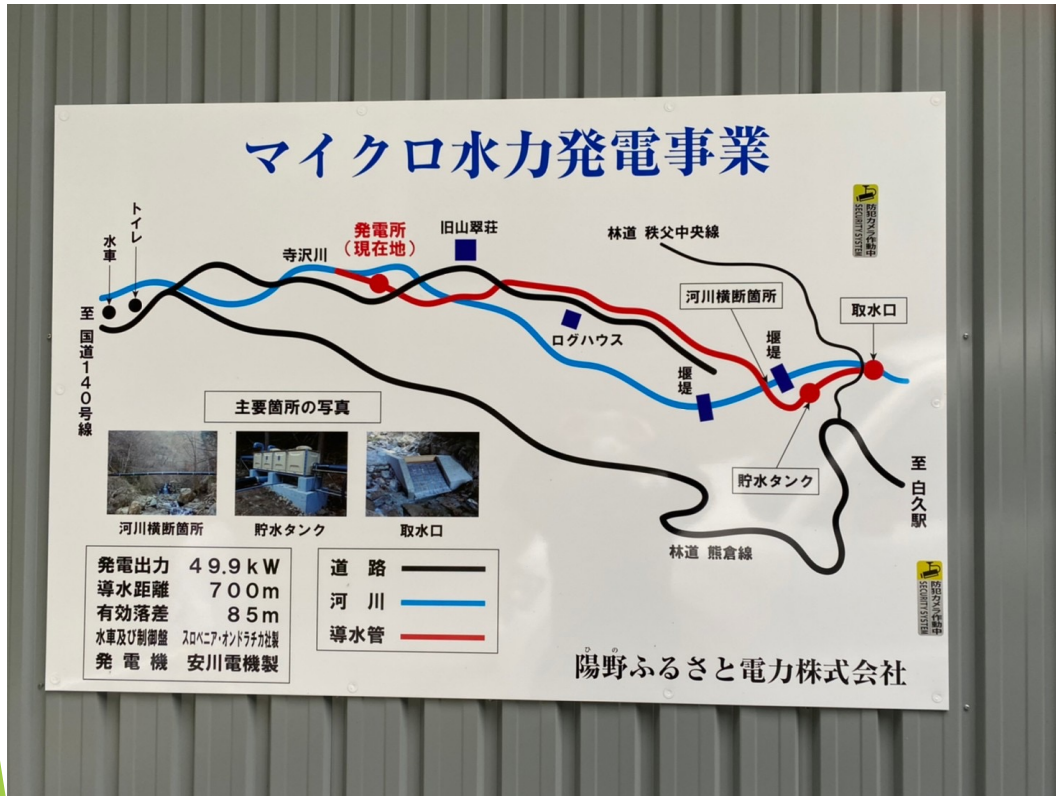 マイクロ水力発電事業
トイレ
水車
至 国道140号線
寺沢川
発電所
(現在地)
旧山翠荘
林道 秩父中央線
防犯カメラ作動中
SECURITY SYSTEM
河川横断箇所
取水口
ログハウス
堰堤
堰堤
貯水タンク
至 白久駅
林道 熊倉線
主要箇所の写真
河川横断箇所
貯水タンク
取水口
発電出力 49.9kW
導水距離 700m
有効落差 85m
水車及び制御盤 スロベニア・オンドラチカ社製
発電機 安川電機製
道路
河川
導水管
防犯カメラ作動中
SECURITY SYSTEM
ひの
陽野ふるさと電力株式会社